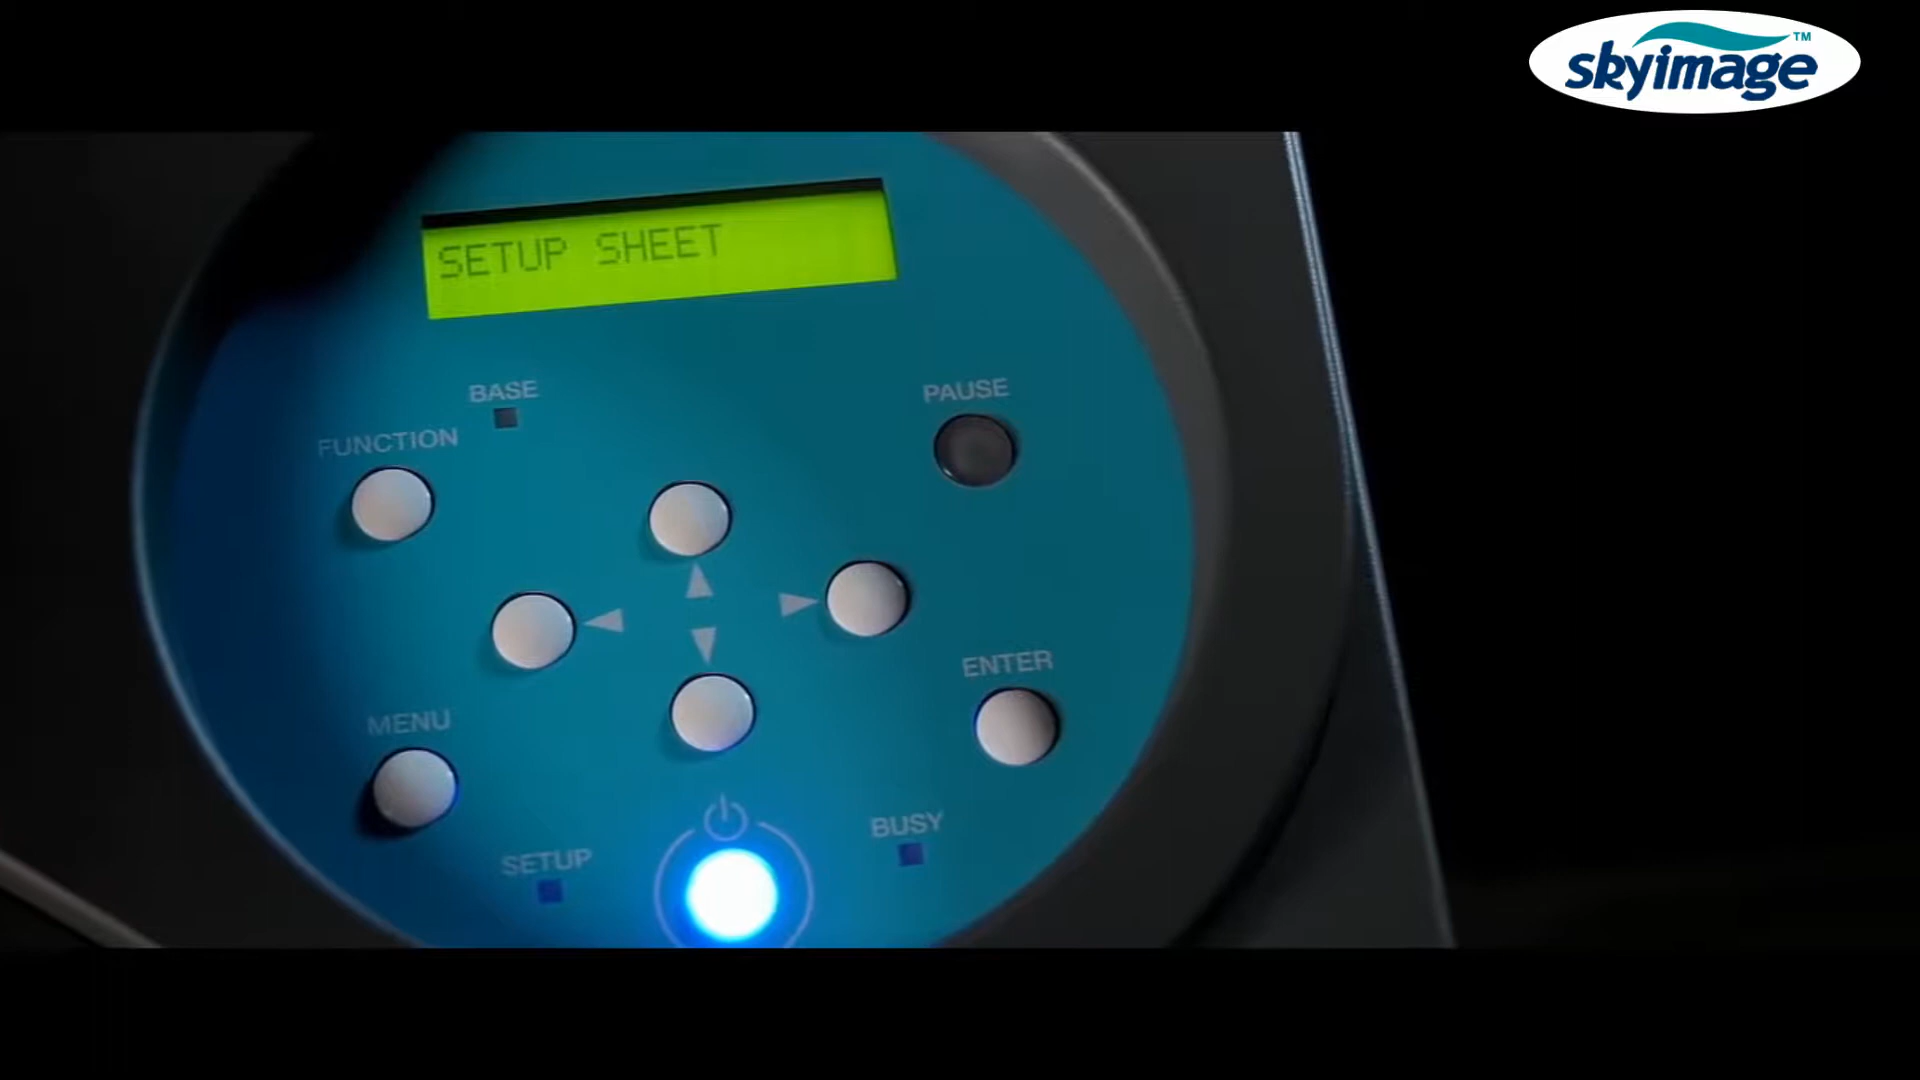 skyimage™
SETUP SHEET
BASE
PAUSE
FUNCTION
ENTER
MENU
BUSY
SETUP